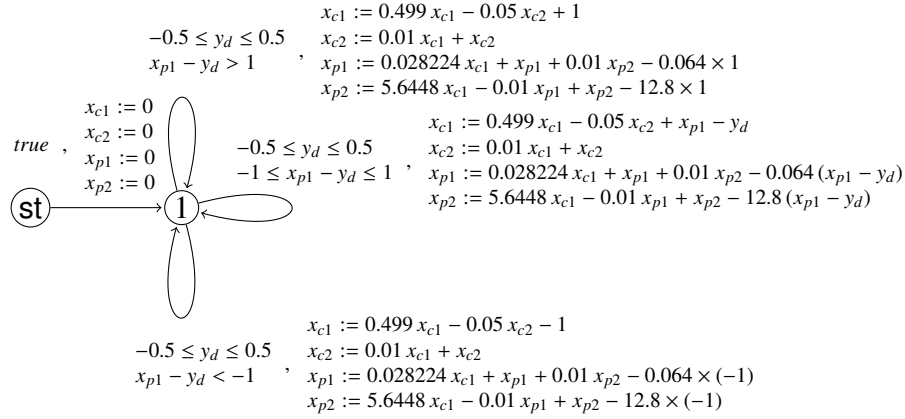 x_{c1} := 0.499 x_{c1} − 0.05 x_{c2} + 1
−0.5 ≤ y_d ≤ 0.5 , x_{c2} := 0.01 x_{c1} + x_{c2}
x_{p1} − y_d > 1 x_{p1} := 0.028224 x_{c1} + x_{p1} + 0.01 x_{p2} − 0.064 × 1
x_{p2} := 5.6448 x_{c1} − 0.01 x_{p1} + x_{p2} − 12.8 × 1
x_{c1} := 0
x_{c2} := 0
true , x_{p1} := 0
x_{p2} := 0
x_{c1} := 0.499 x_{c1} − 0.05 x_{c2} + x_{p1} − y_d
−0.5 ≤ y_d ≤ 0.5 , x_{c2} := 0.01 x_{c1} + x_{c2}
−1 ≤ x_{p1} − y_d ≤ 1 x_{p1} := 0.028224 x_{c1} + x_{p1} + 0.01 x_{p2} − 0.064 (x_{p1} − y_d)
x_{p2} := 5.6448 x_{c1} − 0.01 x_{p1} + x_{p2} − 12.8 (x_{p1} − y_d)
st 1
x_{c1} := 0.499 x_{c1} − 0.05 x_{c2} − 1
−0.5 ≤ y_d ≤ 0.5 , x_{c2} := 0.01 x_{c1} + x_{c2}
x_{p1} − y_d < −1 x_{p1} := 0.028224 x_{c1} + x_{p1} + 0.01 x_{p2} − 0.064 × (−1)
x_{p2} := 5.6448 x_{c1} − 0.01 x_{p1} + x_{p2} − 12.8 × (−1)